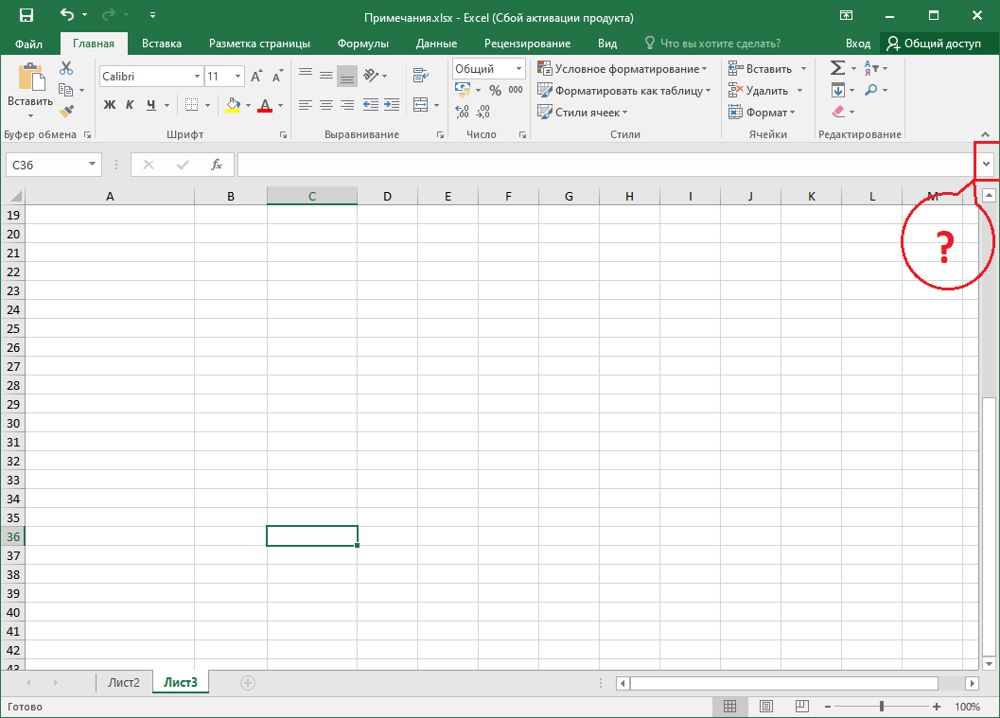 Примечания.xlsx - Excel (Сбой активации продукта)
Файл Главная Вставка Разметка страницы Формулы Данные Рецензирование Вид Что вы хотите сделать? Вход Общий доступ
Calibri 11 Общий Условное форматирование Вставить
Вставить Ж К Ч А % 000 Форматировать как таблицу Удалить
Стили ячеек Формат
Буфер обмена Шрифт Выравнивание Число Стили Ячейки Редактирование
C36 fx
A B C D E F G H I J K L M
19
20
21
?
22
23
24
25
26
27
28
29
30
31
32
33
34
35
36
37
38
39
40
41
42
43
Лист2 Лист3
Готово 100%